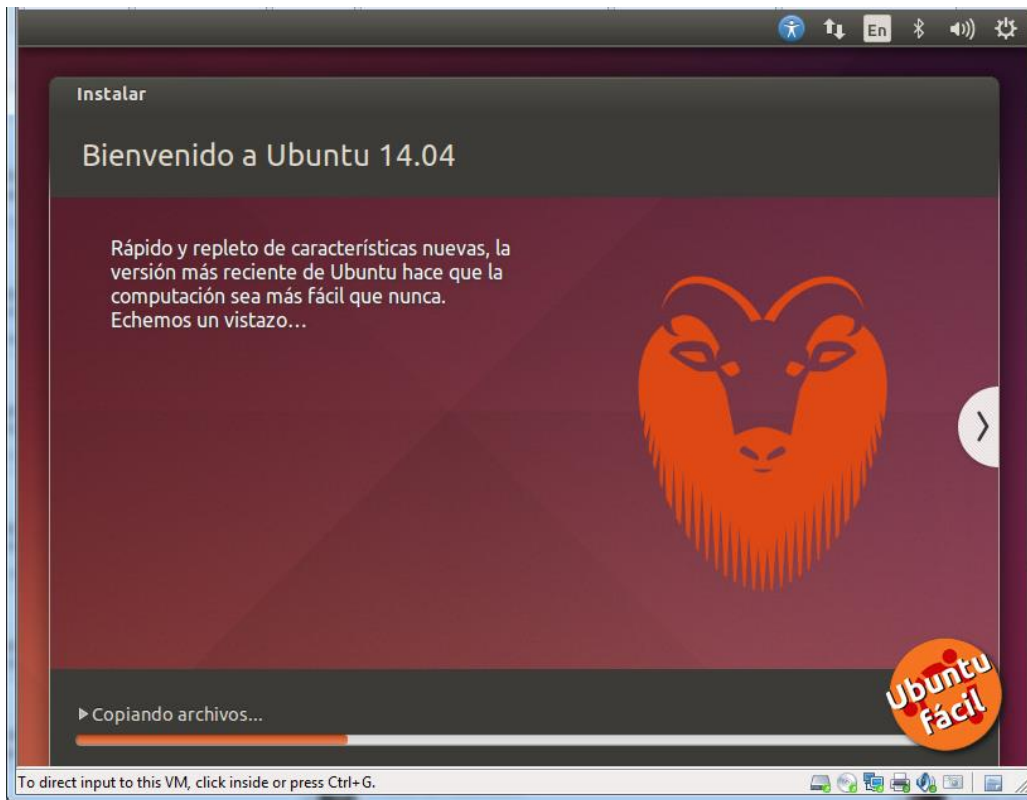 En
Instalar
Bienvenido a Ubuntu 14.04
Rápido y repleto de características nuevas, la
versión más reciente de Ubuntu hace que la
computación sea más fácil que nunca.
Echemos un vistazo...
Ubuntu
Fácil
Copiando archivos...
To direct input to this VM, click inside or press Ctrl+G.